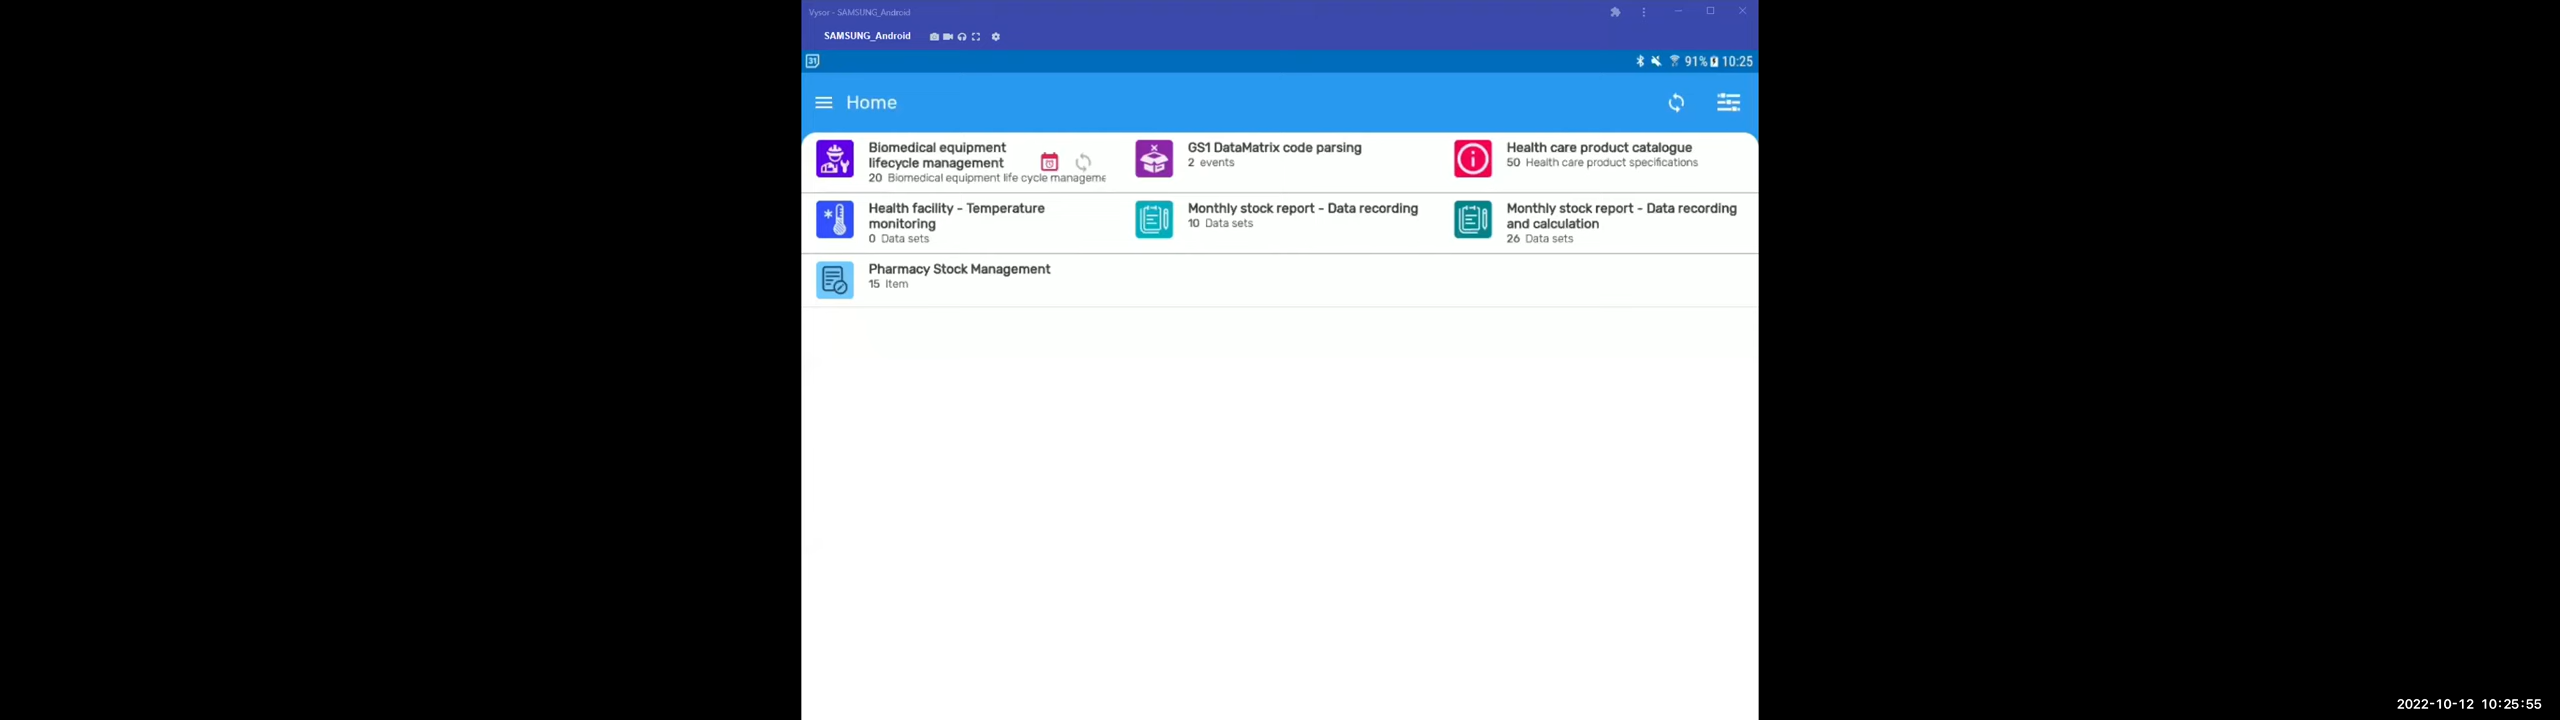 Vysor - SAMSUNG_Android
SAMSUNG_Android
31
91% 10:25
Home
Biomedical equipment
lifecycle management
20 Biomedical equipment life cycle manageme
GS1 DataMatrix code parsing
2 events
Health care product catalogue
50 Health care product specifications
Health facility - Temperature
monitoring
0 Data sets
Monthly stock report - Data recording
10 Data sets
Monthly stock report - Data recording
and calculation
26 Data sets
Pharmacy Stock Management
15 Item
2022-10-12 10:25:55